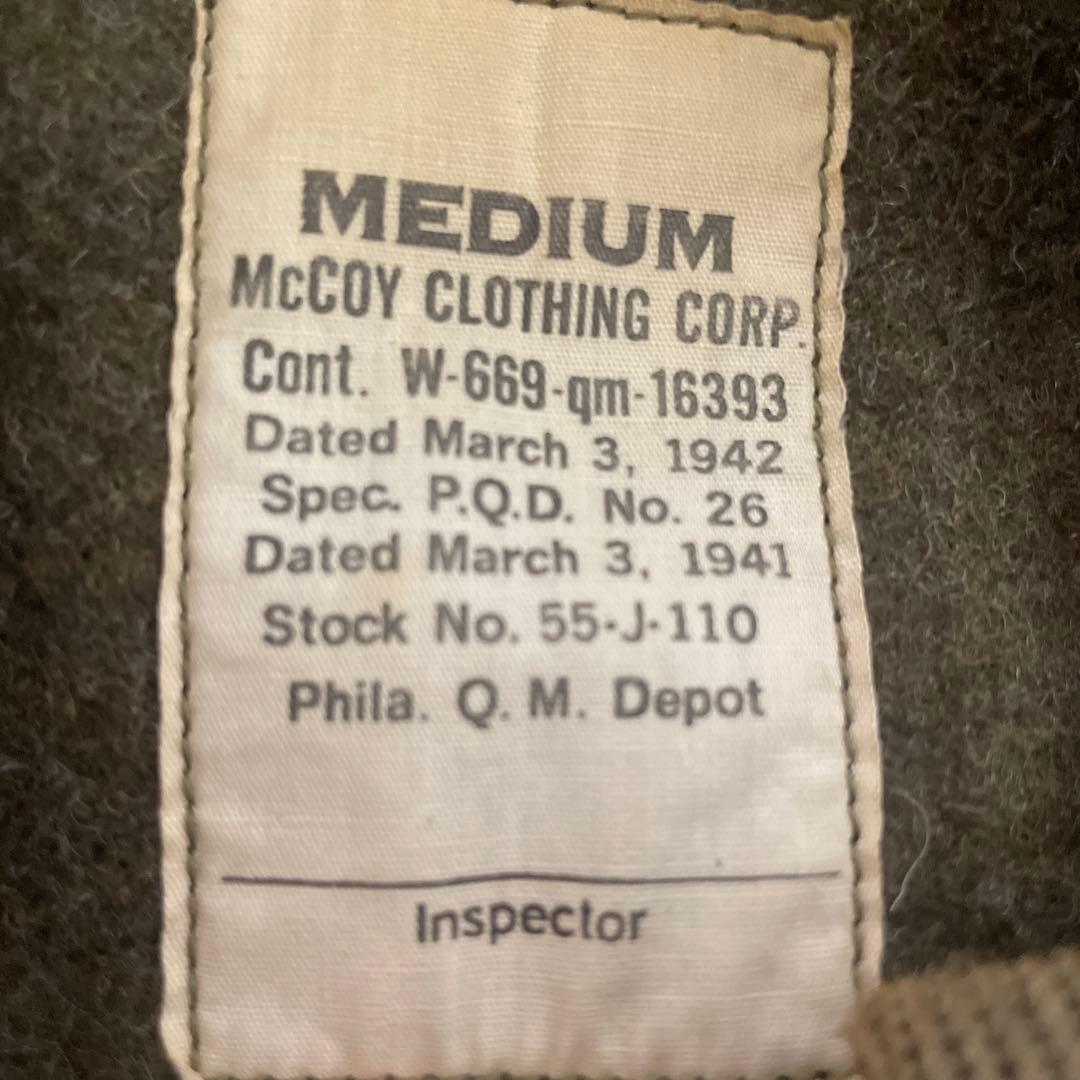 MEDIUM
McCOY CLOTHING CORP.
Cont. W-669-qm-16393
Dated March 3, 1942
Spec. P.Q.D. No. 26
Dated March 3, 1941
Stock No. 55-J-110
Phila. Q. M. Depot
Inspector